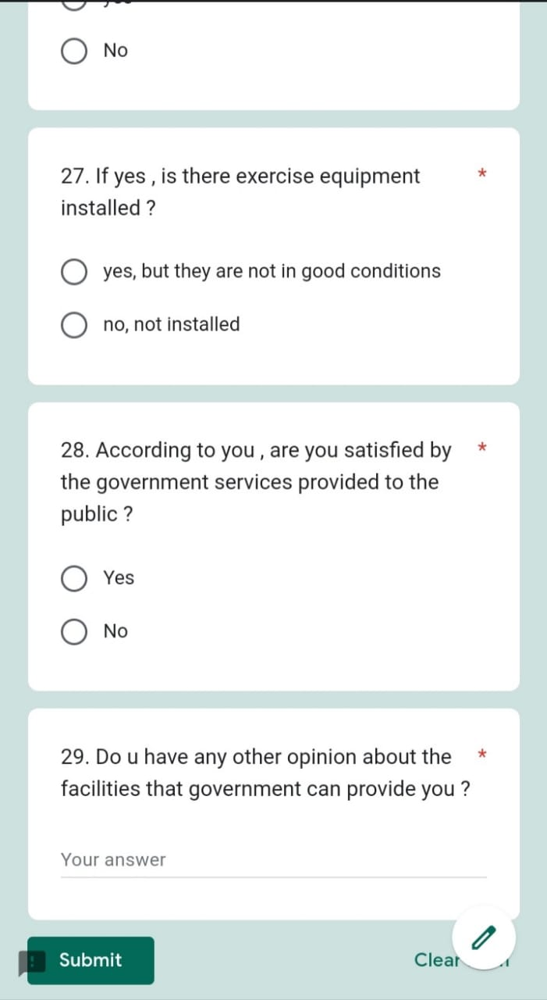 No
27. If yes , is there exercise equipment *
installed ?
yes, but they are not in good conditions
no, not installed
28. According to you , are you satisfied by *
the government services provided to the
public ?
Yes
No
29. Do u have any other opinion about the *
facilities that government can provide you ?
Your answer
Submit
Clear